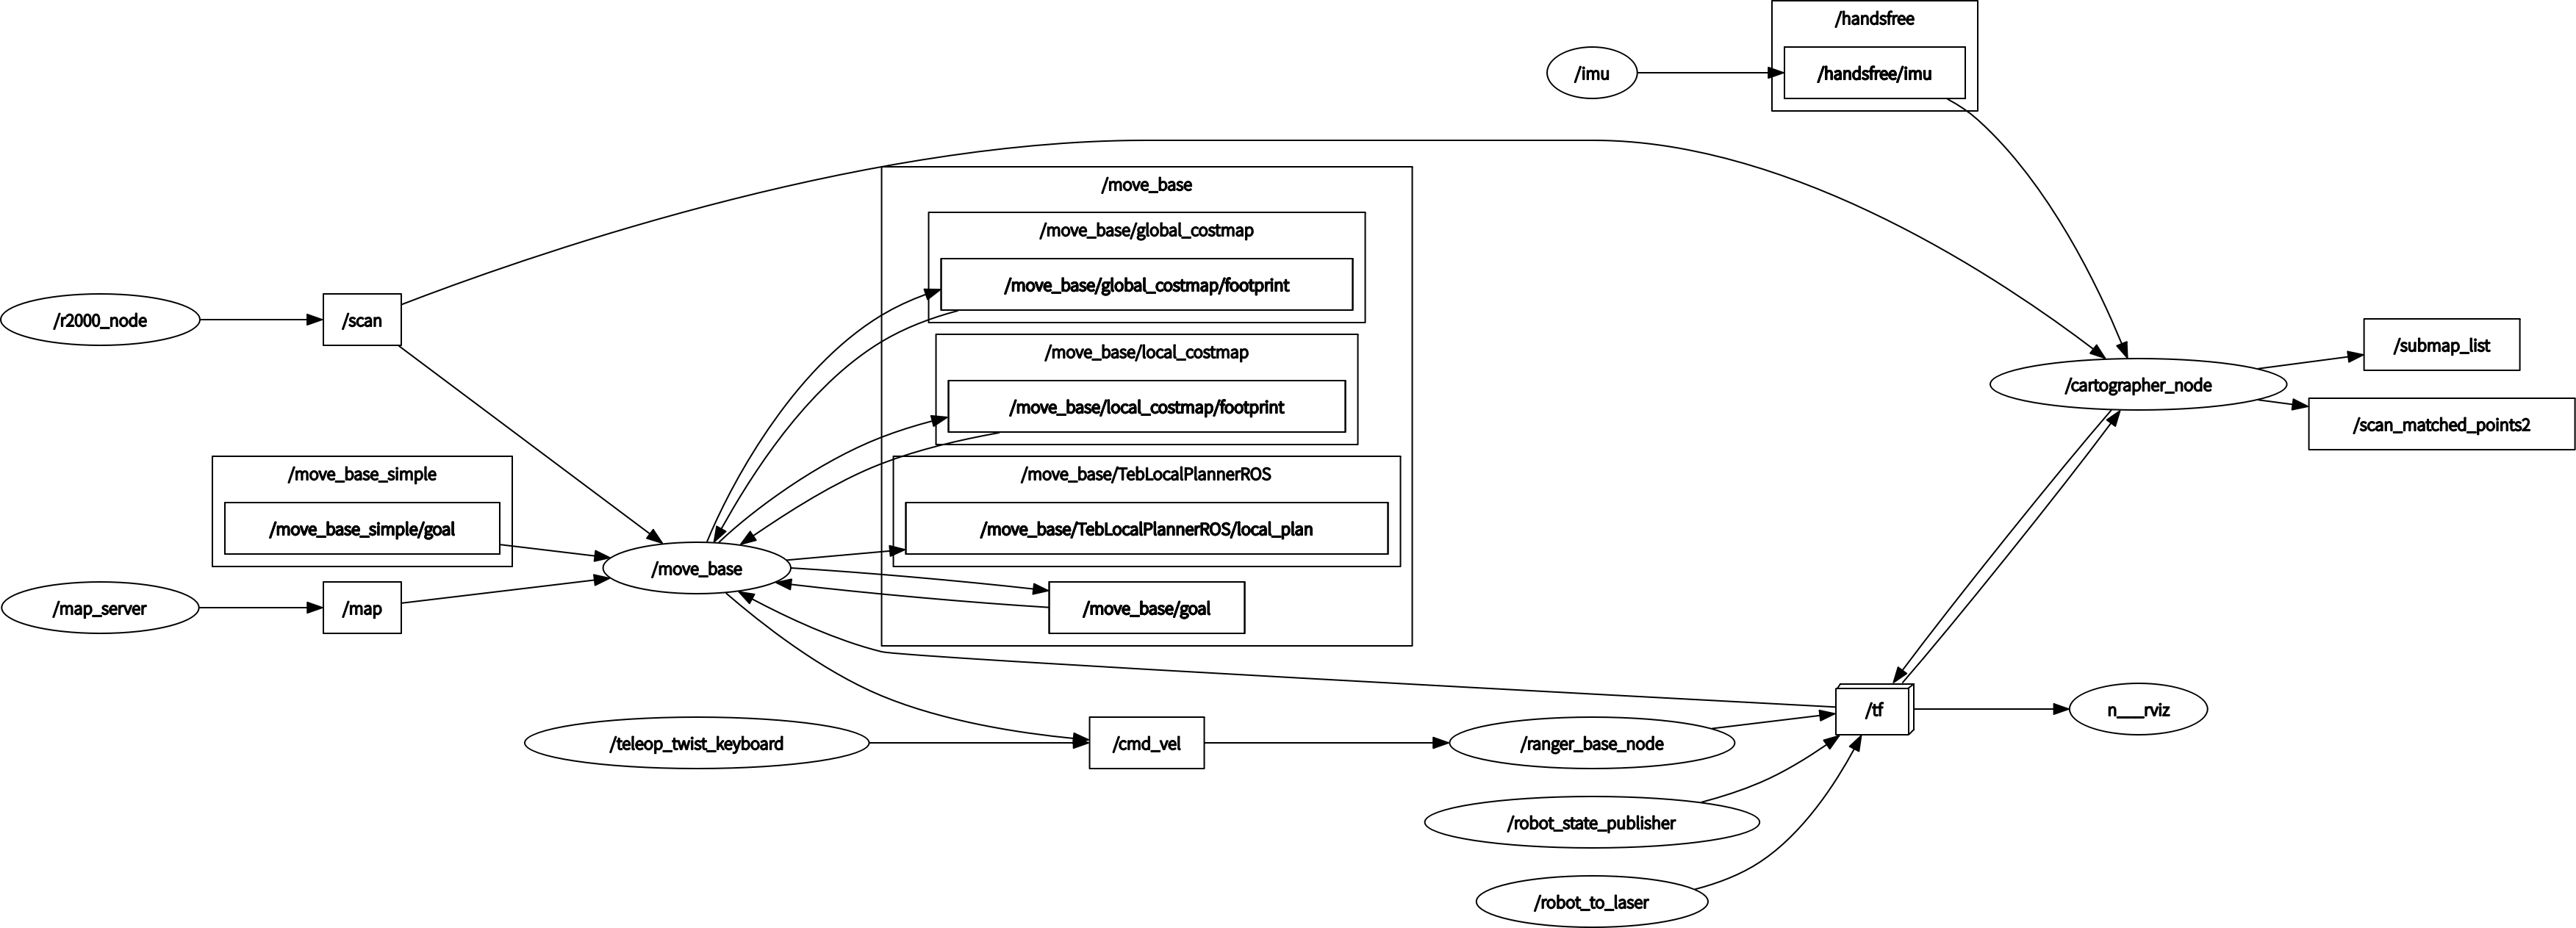 /handsfree
/imu
/handsfree/imu
/move_base
/move_base/global_costmap
/move_base/global_costmap/footprint
/r2000_node
/scan
/move_base/local_costmap
/submap_list
/cartographer_node
/move_base/local_costmap/footprint
/scan_matched_points2
/move_base_simple
/move_base/TebLocalPlannerROS
/move_base_simple/goal
/move_base/TebLocalPlannerROS/local_plan
/move_base
/map_server
/map
/move_base/goal
/tf
n___rviz
/teleop_twist_keyboard
/cmd_vel
/ranger_base_node
/robot_state_publisher
/robot_to_laser